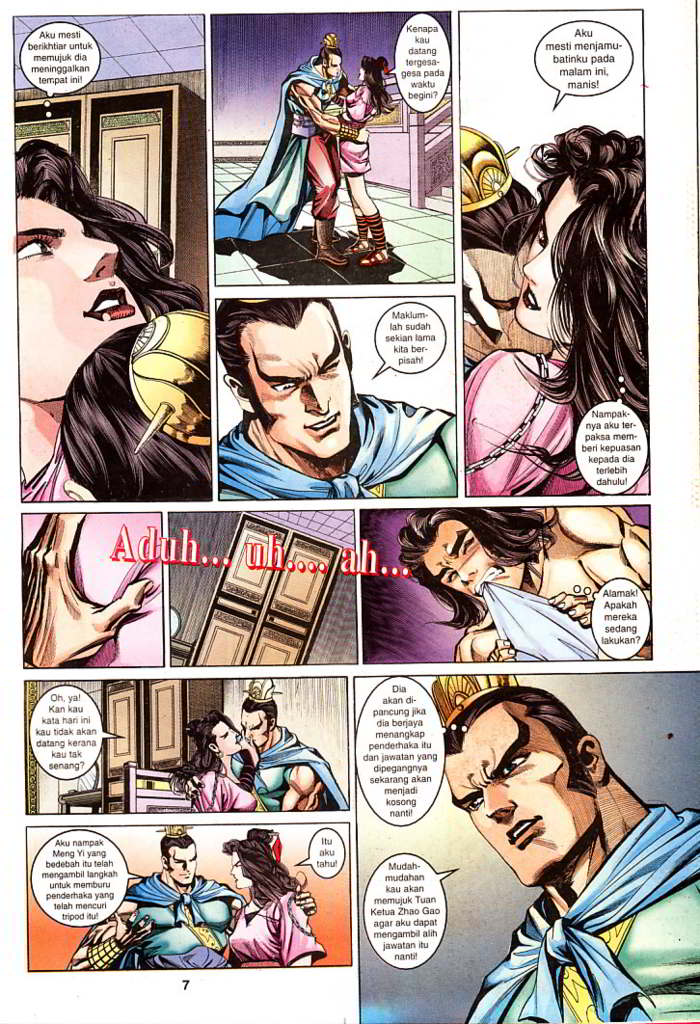 Aku mesti
berikhtiar untuk
memujuk dia
meninggalkan
tempat ini!
Kenapa
kau
datang
tergesa-
gesa pada
waktu
begini?
Aku
mesti menjamu-
batinku pada
malam ini,
manis!
Maklum-
lah sudah
sekian lama
kita ber-
pisah!
Nampak-
nya aku ter-
paksa mem-
beri kepuasan
kepada dia
terlebih
dahulu!
Aduh... uh.... ah...
Alamak!
Apakah
mereka
sedang
lakukan?
Oh, ya!
Kan kau
kata hari ini
kau tidak akan
datang kerana
kau tak
senang?
Dia
akan di-
pancung jika
dia berjaya
menangkap
penderhaka itu
dan jawatan yang
dipegangnya
sekarang akan
menjadi
kosong
nanti!
Aku nampak
Meng Yi yang
bedebah itu telah
mengambil langkah
untuk memburu
penderhaka yang
telah mencuri
tripod itu!
Itu
aku
tahu!
Mudah-
mudahan
kau akan
memujuk Tuan
Ketua Zhao Gao
agar aku dapat
mengambil alih
jawatan itu
nanti!
7